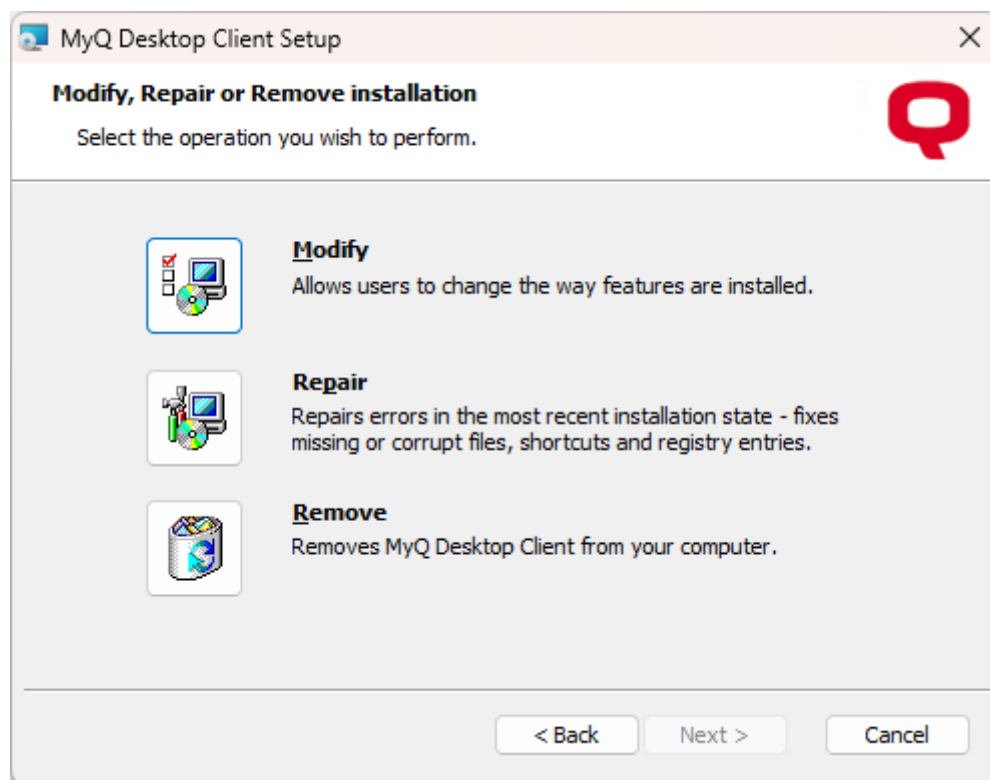 MyQ Desktop Client Setup
Modify, Repair or Remove installation
Select the operation you wish to perform.
Modify
Allows users to change the way features are installed.
Repair
Repairs errors in the most recent installation state - fixes
missing or corrupt files, shortcuts and registry entries.
Remove
Removes MyQ Desktop Client from your computer.
< Back
Next >
Cancel